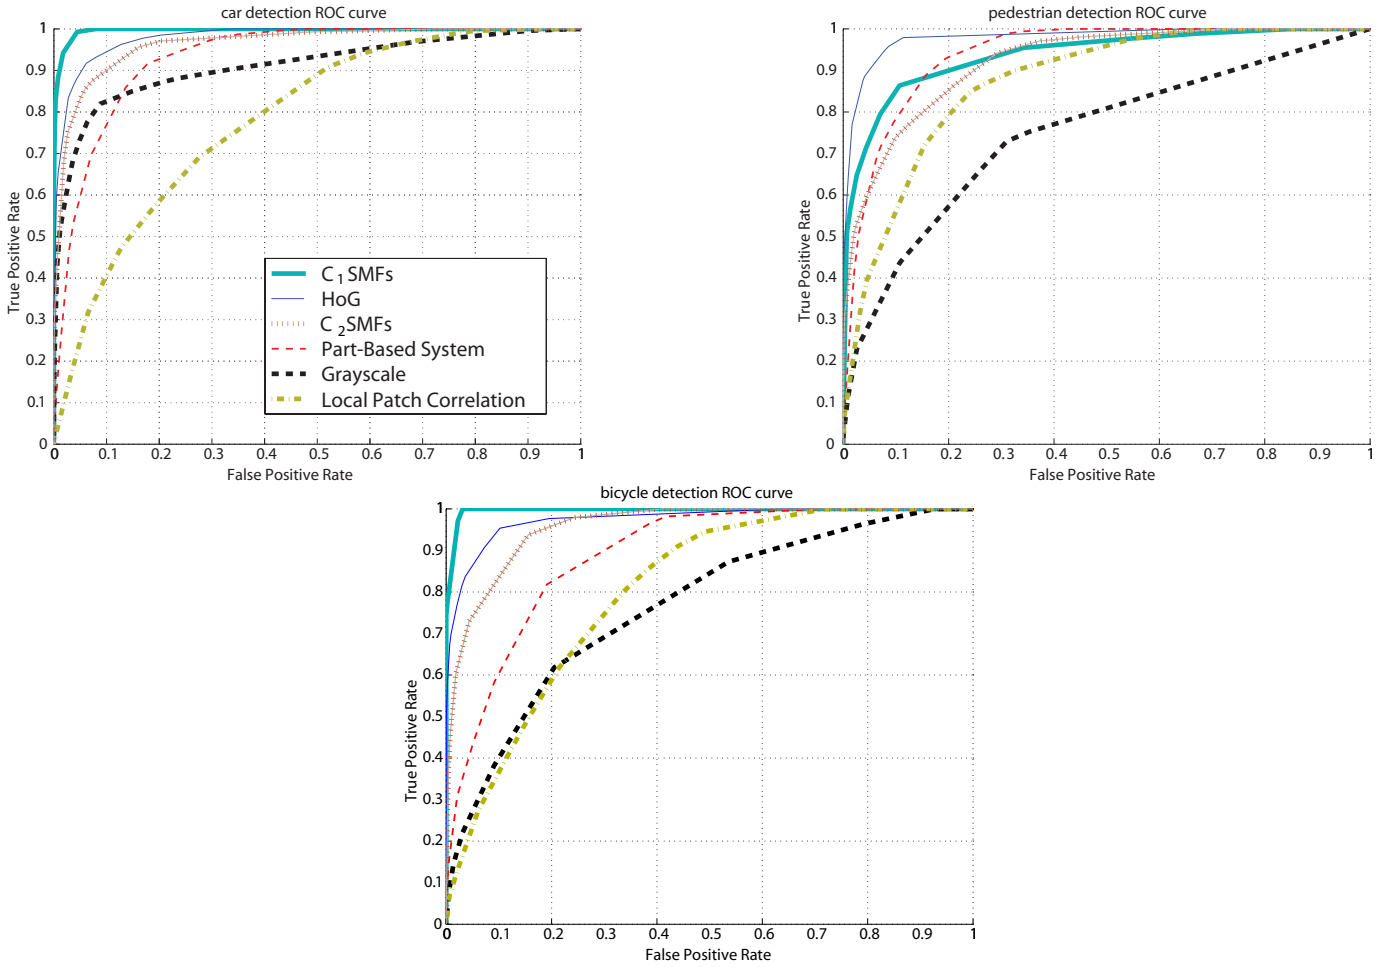 car detection ROC curve
1
0.9
0.8
0.7
0.6
0.5
0.4
0.3
0.2
0.1
0
True Positive Rate
0 0.1 0.2 0.3 0.4 0.5 0.6 0.7 0.8 0.9 1
False Positive Rate
C 1 SMFs
HoG
C 2 SMFs
Part-Based System
Grayscale
Local Patch Correlation
pedestrian detection ROC curve
1
0.9
0.8
0.7
0.6
0.5
0.4
0.3
0.2
0.1
0
True Positive Rate
0 0.1 0.2 0.3 0.4 0.5 0.6 0.7 0.8 0.9 1
False Positive Rate
bicycle detection ROC curve
1
0.9
0.8
0.7
0.6
0.5
0.4
0.3
0.2
0.1
0
True Positive Rate
0 0.1 0.2 0.3 0.4 0.5 0.6 0.7 0.8 0.9 1
False Positive Rate